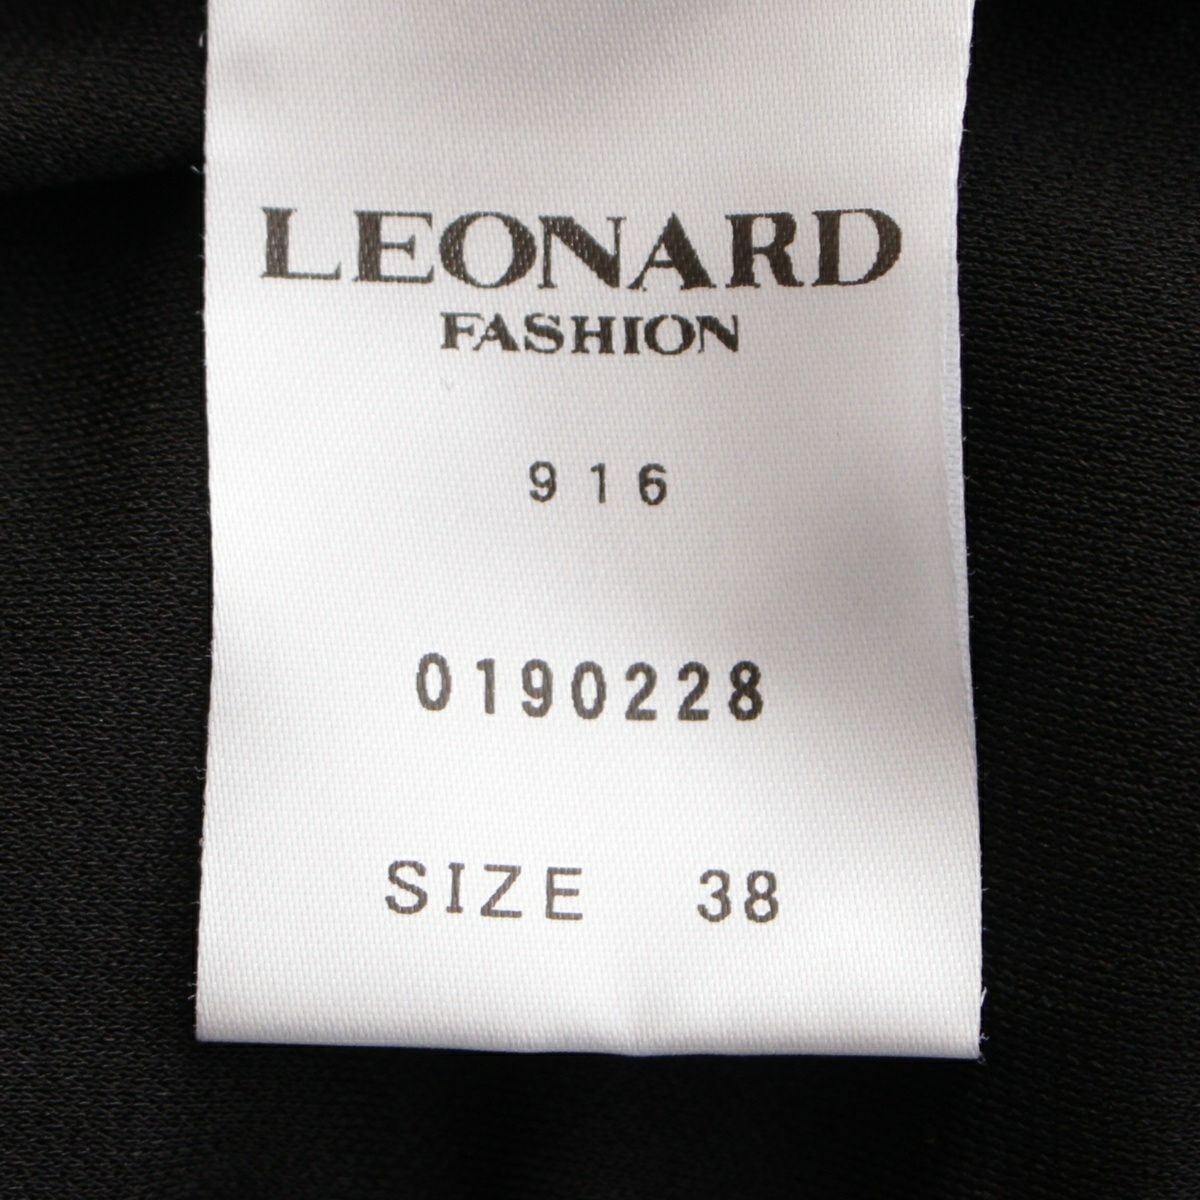 LEONARD
FASHION
916
0190228
SIZE 38